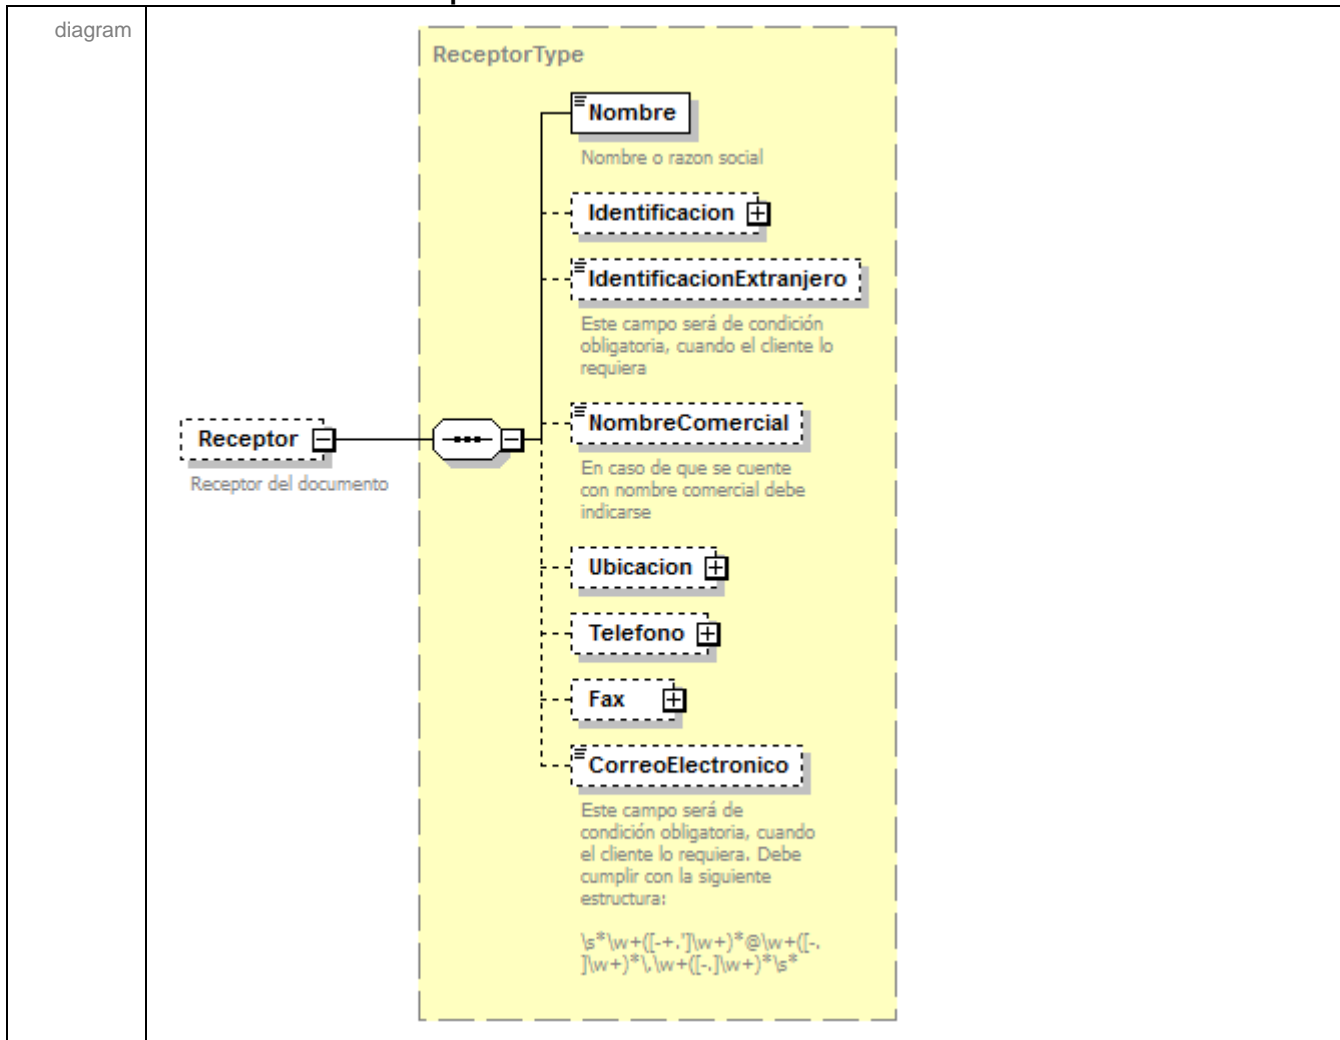 diagram
ReceptorType
Nombre
Nombre o razon social
Identificacion
IdentificacionExtranjero
Este campo será de condición
obligatoria, cuando el cliente lo
requiera
Receptor
Receptor del documento
NombreComercial
En caso de que se cuente
con nombre comercial debe
indicarse
Ubicacion
Telefono
Fax
CorreoElectronico
Este campo será de
condición obligatoria, cuando
el cliente lo requiera. Debe
cumplir con la siguiente
estructura:
\s*\w+([-+.']\w+)*@\w+([-.
]\w+)*\.\w+([-.]\w+)*\s*